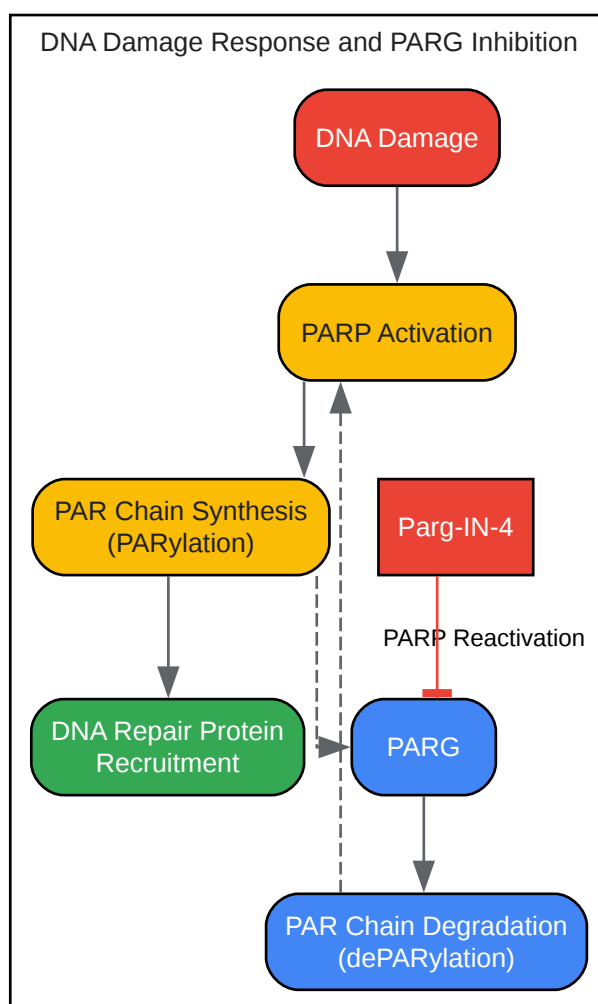 DNA Damage Response and PARG Inhibition
DNA Damage
PARP Activation
PAR Chain Synthesis
(PARylation)
Parg-IN-4
PARP Reactivation
DNA Repair Protein
Recruitment
PARG
PAR Chain Degradation
(dePARylation)